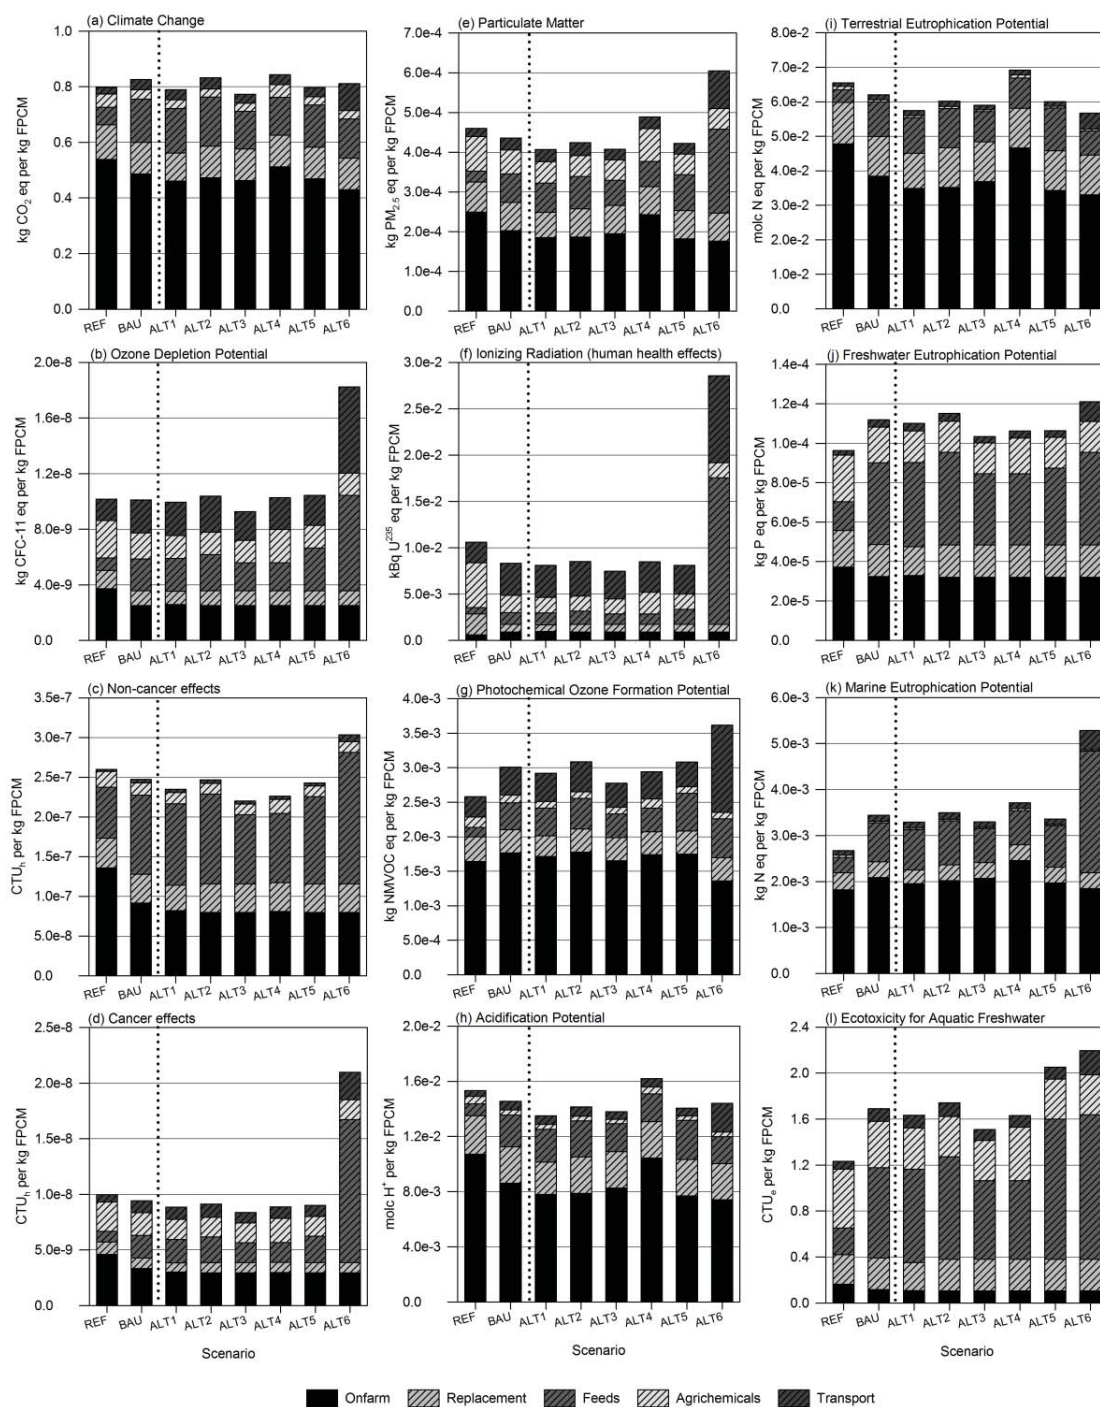 (a) Climate Change
kg CO₂ eq per kg FPCM
1.0
0.8
0.6
0.4
0.2
0.0
REF BAU ALT1 ALT2 ALT3 ALT4 ALT5 ALT6
(b) Ozone Depletion Potential
kg CFC-11 eq per kg FPCM
2.0e-8
1.6e-8
1.2e-8
8.0e-9
4.0e-9
0.0
REF BAU ALT1 ALT2 ALT3 ALT4 ALT5 ALT6
(c) Non-cancer effects
CTUₕ per kg FPCM
3.5e-7
3.0e-7
2.5e-7
2.0e-7
1.5e-7
1.0e-7
5.0e-8
0.0
REF BAU ALT1 ALT2 ALT3 ALT4 ALT5 ALT6
(d) Cancer effects
CTUₕ per kg FPCM
2.5e-8
2.0e-8
1.5e-8
1.0e-8
5.0e-9
0.0
REF BAU ALT1 ALT2 ALT3 ALT4 ALT5 ALT6
Scenario
(e) Particulate Matter
kg PM₂.₅ eq per kg FPCM
7.0e-4
6.0e-4
5.0e-4
4.0e-4
3.0e-4
2.0e-4
1.0e-4
0.0
REF BAU ALT1 ALT2 ALT3 ALT4 ALT5 ALT6
(f) Ionizing Radiation (human health effects)
kBq U²³⁵ eq per kg FPCM
3.0e-2
2.5e-2
2.0e-2
1.5e-2
1.0e-2
5.0e-3
0.0
REF BAU ALT1 ALT2 ALT3 ALT4 ALT5 ALT6
(g) Photochemical Ozone Formation Potential
kg NMVOC eq per kg FPCM
4.0e-3
3.5e-3
3.0e-3
2.5e-3
2.0e-3
1.5e-3
1.0e-3
5.0e-4
0.0
REF BAU ALT1 ALT2 ALT3 ALT4 ALT5 ALT6
(h) Acidification Potential
molc H⁺ per kg FPCM
2.0e-2
1.6e-2
1.2e-2
8.0e-3
4.0e-3
0.0
REF BAU ALT1 ALT2 ALT3 ALT4 ALT5 ALT6
Scenario
(i) Terrestrial Eutrophication Potential
molc N eq per kg FPCM
8.0e-2
7.0e-2
6.0e-2
5.0e-2
4.0e-2
3.0e-2
2.0e-2
1.0e-2
0.0
REF BAU ALT1 ALT2 ALT3 ALT4 ALT5 ALT6
(j) Freshwater Eutrophication Potential
kg P eq per kg FPCM
1.4e-4
1.2e-4
1.0e-4
8.0e-5
6.0e-5
4.0e-5
2.0e-5
0.0
REF BAU ALT1 ALT2 ALT3 ALT4 ALT5 ALT6
(k) Marine Eutrophication Potential
kg N eq per kg FPCM
6.0e-3
5.0e-3
4.0e-3
3.0e-3
2.0e-3
1.0e-3
0.0
REF BAU ALT1 ALT2 ALT3 ALT4 ALT5 ALT6
(l) Ecotoxicity for Aquatic Freshwater
CTUₑ per kg FPCM
2.4
2.0
1.6
1.2
0.8
0.4
0.0
REF BAU ALT1 ALT2 ALT3 ALT4 ALT5 ALT6
Scenario
Onfarm Replacement Feeds Agrichemicals Transport